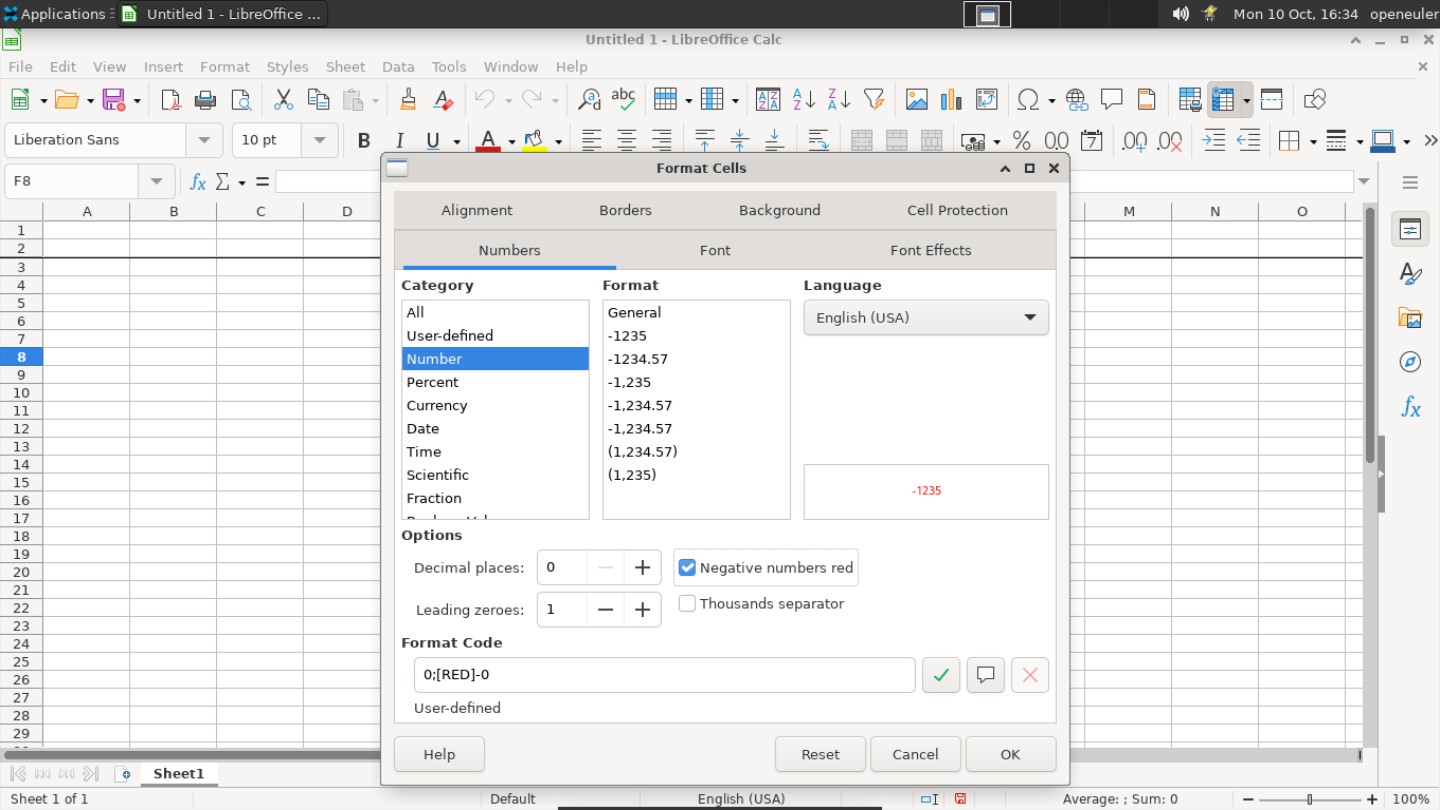 Applications
Untitled 1 - LibreOffice ...
Mon 10 Oct, 16:34
openeuler
Untitled 1 - LibreOffice Calc
File Edit View Insert Format Styles Sheet Data Tools Window Help
Liberation Sans
10 pt
F8
Format Cells
A B C D M N O
1
2
3
4
5
6
7
8
9
10
11
12
13
14
15
16
17
18
19
20
21
22
23
24
25
26
27
28
29
Alignment Borders Background Cell Protection
Numbers Font Font Effects
Category
All
User-defined
Number
Percent
Currency
Date
Time
Scientific
Fraction
Format
General
-1235
-1234.57
-1,235
-1,234.57
-1,234.57
(1,234.57)
(1,235)
Language
English (USA)
-1235
Options
Decimal places: 0
Negative numbers red
Leading zeroes: 1
Thousands separator
Format Code
0;[RED]-0
User-defined
Help Reset Cancel OK
Sheet1
Sheet 1 of 1
Default
English (USA)
Average: ; Sum: 0
100%